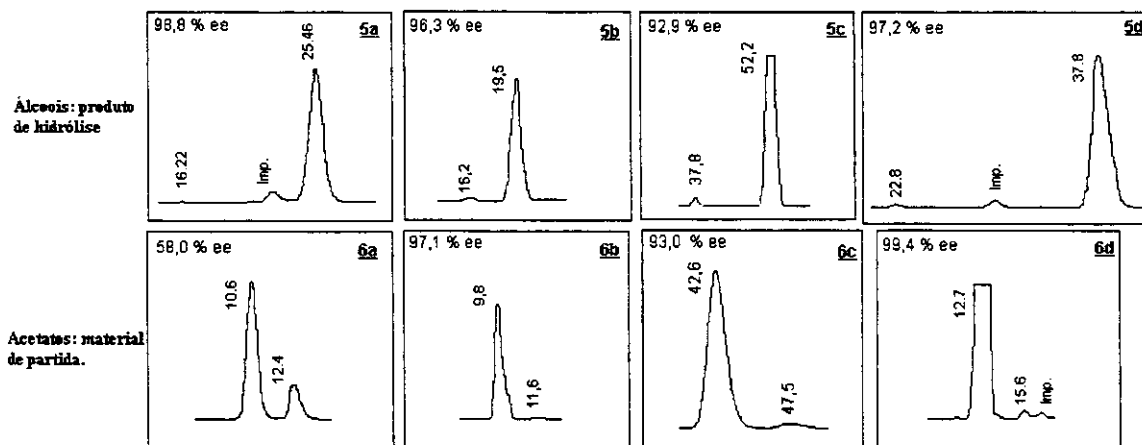 98,8 % ee 5a
16.22
Imp.
25.46
96,3 % ee 5b
16,2
19,5
92,9 % ee 5c
37,8
52,2
97,2 % ee 5d
22.8
Imp.
37.8
Álcoois: produto
de hidrólise
58,0 % ee 6a
10.6
12.4
97,1 % ee 6b
9,8
11,6
93,0 % ee 6c
42,6
47,5
99,4 % ee 6d
12.7
15.6
Imp.
Acetatos: material
de partida.